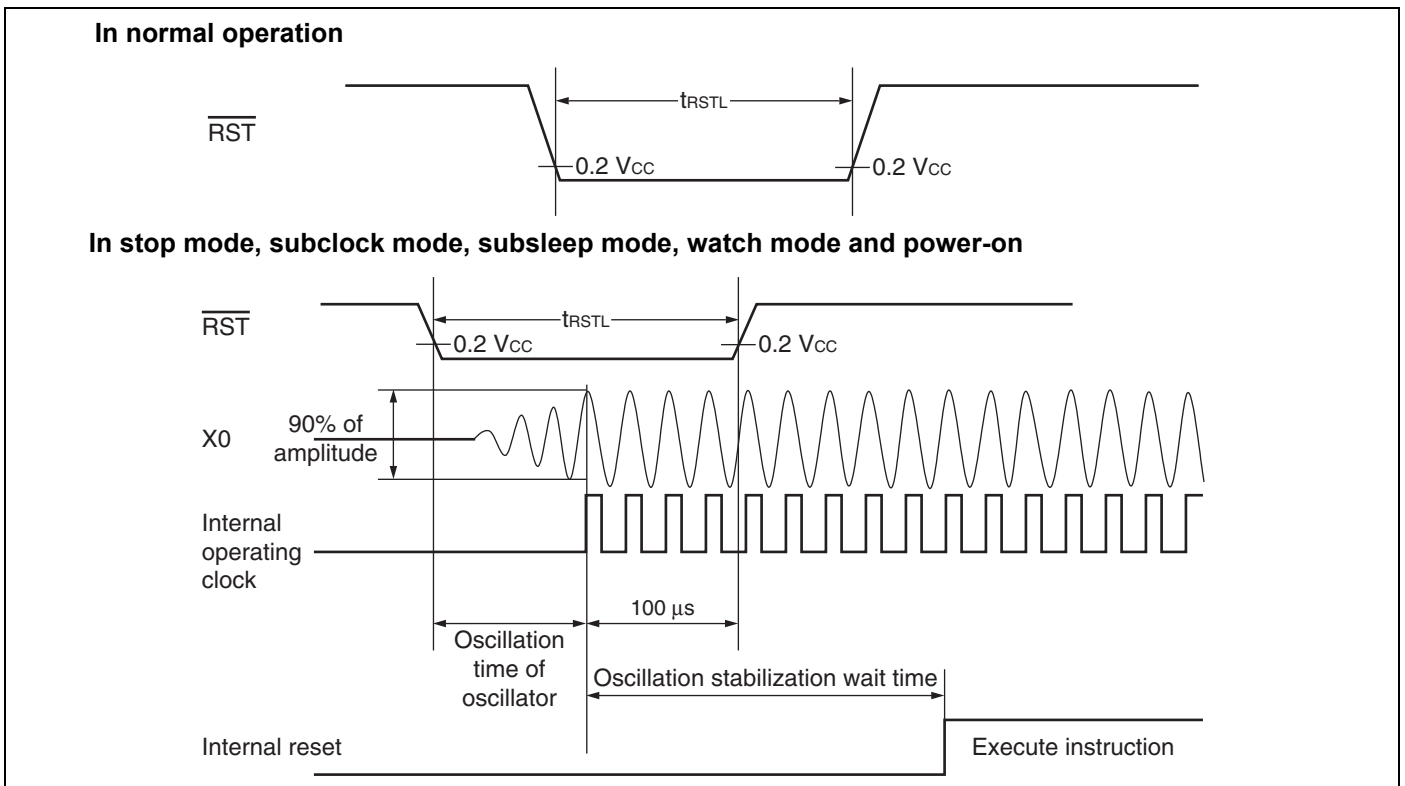 In normal operation
tRSTL
RST
0.2 VCC
0.2 VCC
In stop mode, subclock mode, subsleep mode, watch mode and power-on
RST
tRSTL
0.2 VCC
0.2 VCC
X0
90% of
amplitude
Internal
operating
clock
100 μs
Oscillation
time of
oscillator
Oscillation stabilization wait time
Internal reset
Execute instruction